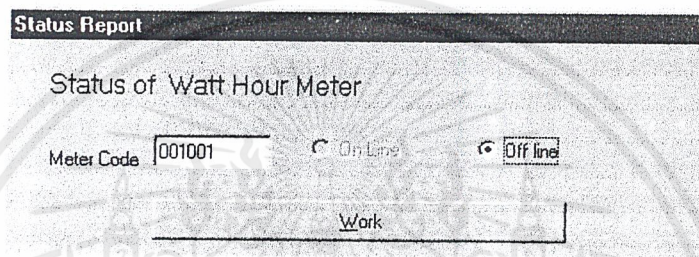 Status Report
Status of Watt Hour Meter
Meter Code 001001 On Line Off line
Work